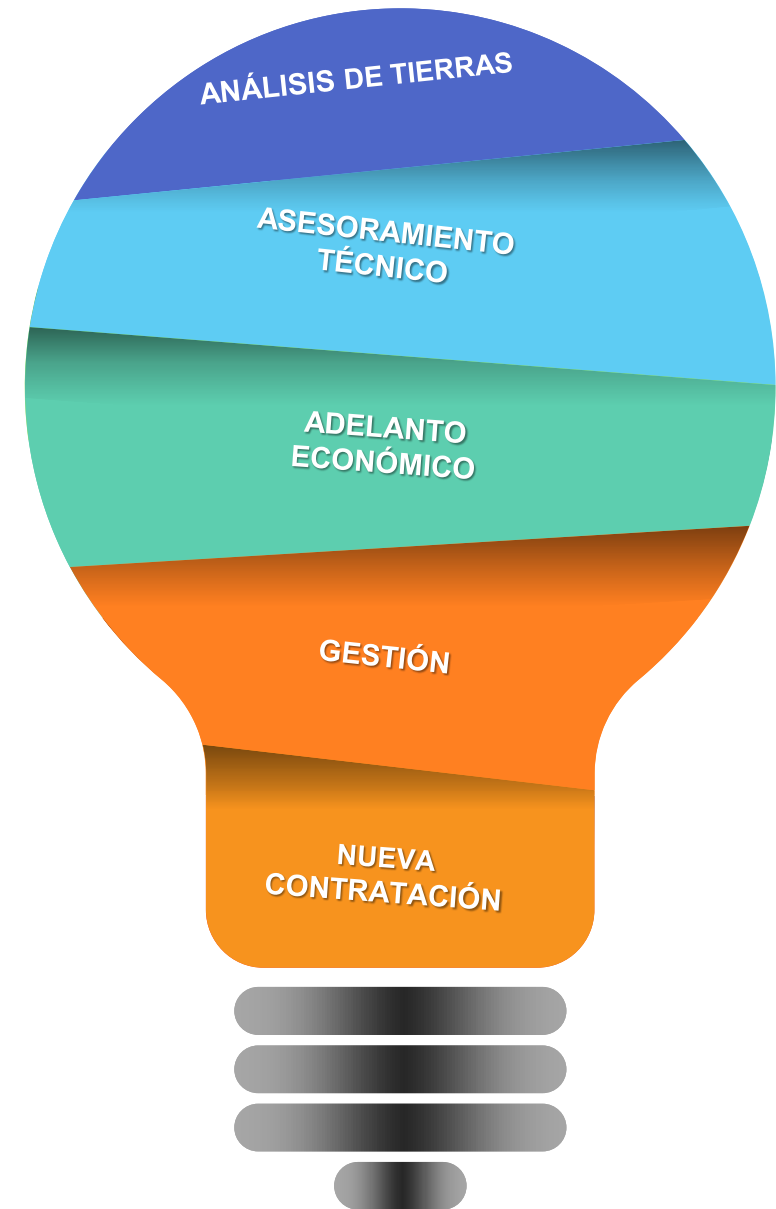 ANÁLISIS DE TIERRAS
ASESORAMIENTO
TÉCNICO
ADELANTO
ECONÓMICO
GESTIÓN
NUEVA
CONTRATACIÓN